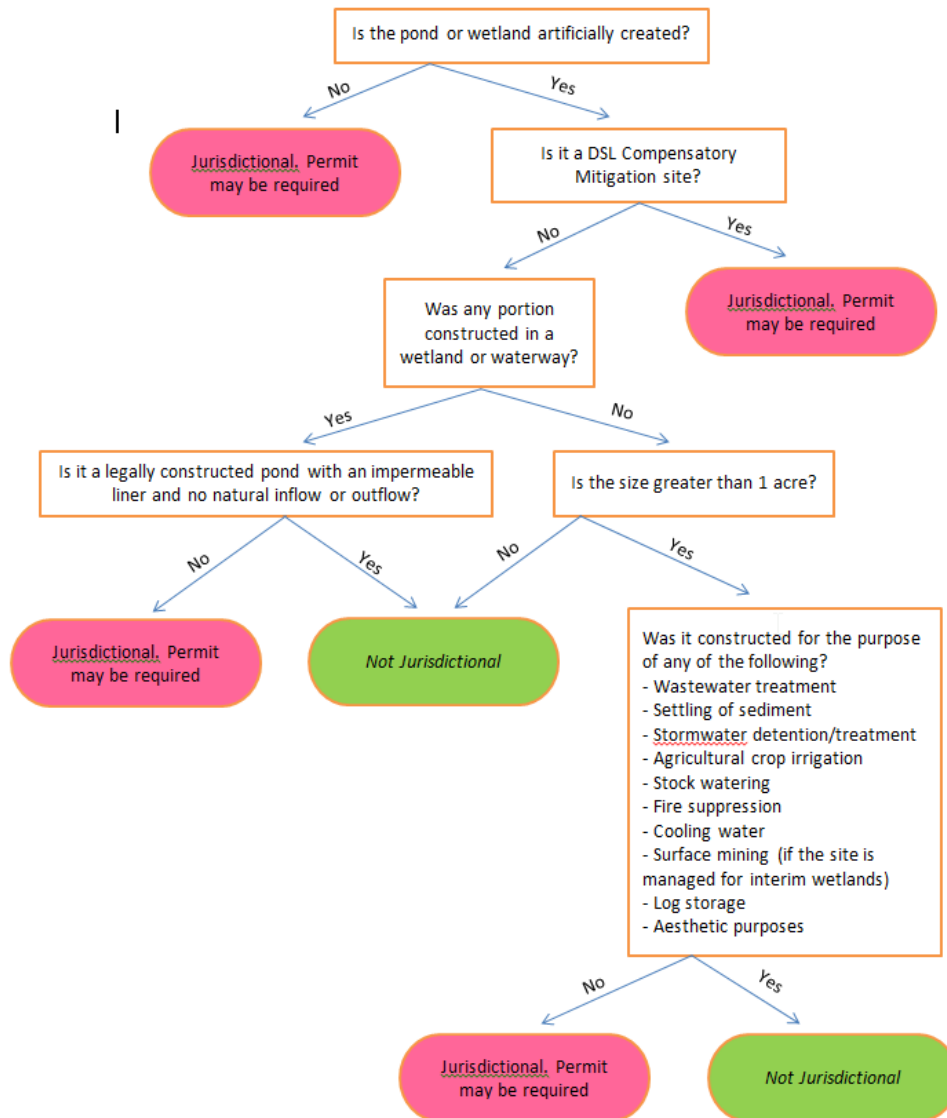 Is the pond or wetland artificially created?
No
Yes
Jurisdictional. Permit
may be required
Is it a DSL Compensatory
Mitigation site?
No
Yes
Was any portion
constructed in a
wetland or waterway?
Jurisdictional. Permit
may be required
Yes
No
Is it a legally constructed pond with an impermeable
liner and no natural inflow or outflow?
Is the size greater than 1 acre?
No
Yes
No
Yes
Jurisdictional. Permit
may be required
Not Jurisdictional
Was it constructed for the purpose
of any of the following?
- Wastewater treatment
- Settling of sediment
- Stormwater detention/treatment
- Agricultural crop irrigation
- Stock watering
- Fire suppression
- Cooling water
- Surface mining (if the site is
managed for interim wetlands)
- Log storage
- Aesthetic purposes
No
Yes
Jurisdictional. Permit
may be required
Not Jurisdictional